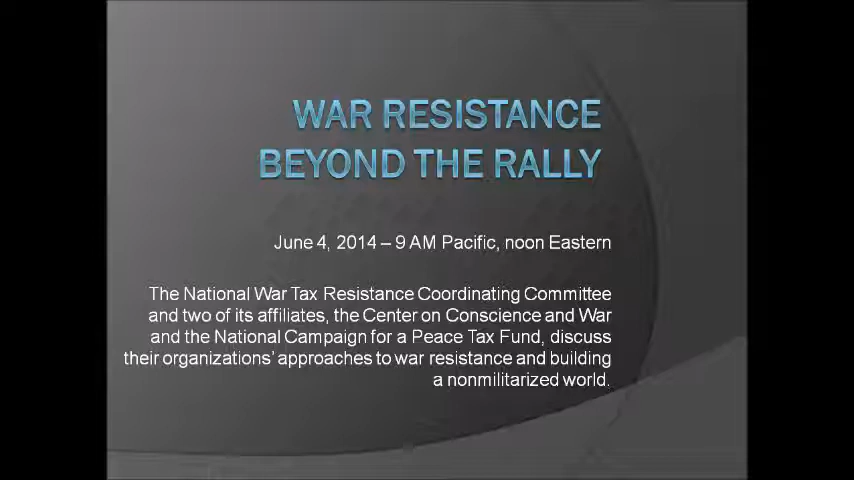 WAR RESISTANCE
BEYOND THE RALLY
June 4, 2014 – 9 AM Pacific, noon Eastern
The National War Tax Resistance Coordinating Committee
and two of its affiliates, the Center on Conscience and War
and the National Campaign for a Peace Tax Fund, discuss
their organizations’ approaches to war resistance and building
a nonmilitarized world.